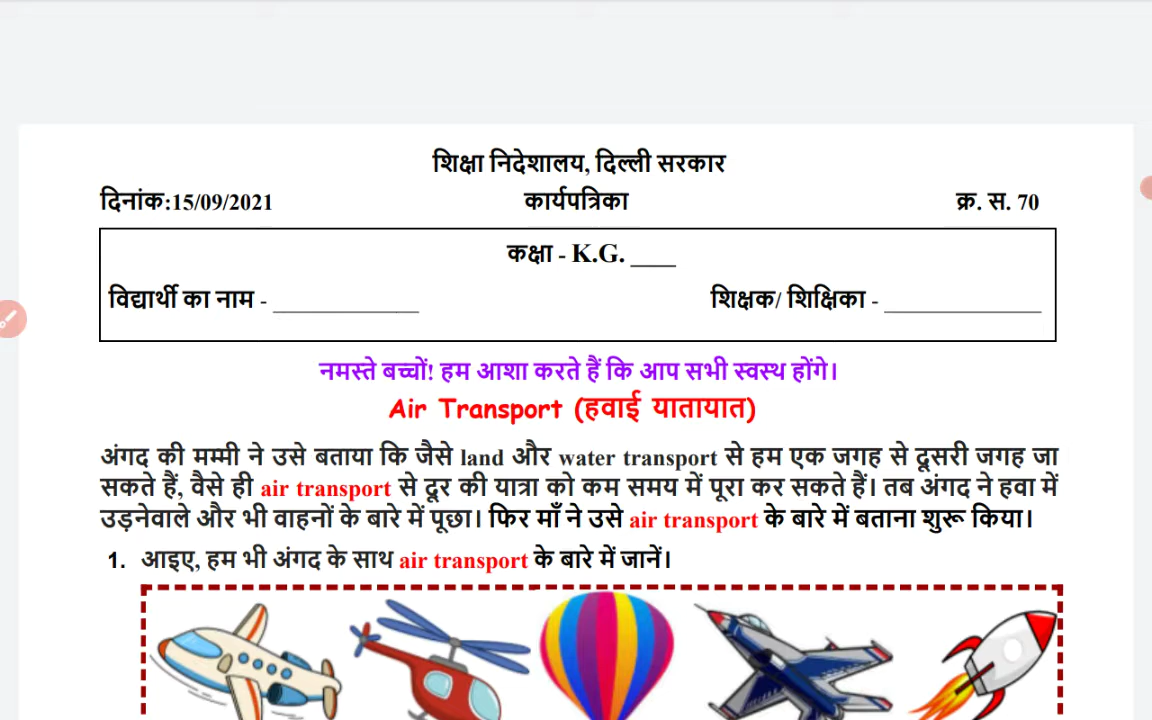 शिक्षा निदेशालय, दिल्ली सरकार
दिनांक:15/09/2021 कार्यपत्रिका क्र. स. 70
कक्षा - K.G. ____
विद्यार्थी का नाम - _____________ शिक्षक/ शिक्षिका - ______________
नमस्ते बच्चों! हम आशा करते हैं कि आप सभी स्वस्थ होंगे।
Air Transport (हवाई यातायात)
अंगद की मम्मी ने उसे बताया कि जैसे land और water transport से हम एक जगह से दूसरी जगह जा
सकते हैं, वैसे ही air transport से दूर की यात्रा को कम समय में पूरा कर सकते हैं। तब अंगद ने हवा में
उड़नेवाले और भी वाहनों के बारे में पूछा। फिर माँ ने उसे air transport के बारे में बताना शुरू किया।
1. आइए, हम भी अंगद के साथ air transport के बारे में जानें।